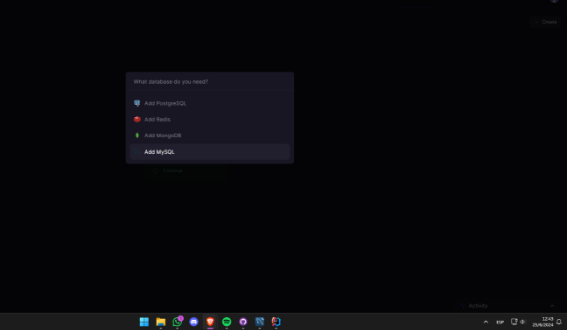 Create
What database do you need?
Add PostgreSQL
Add Redis
Add MongoDB
Add MySQL
Activity
ESP
12:43
25/6/2024